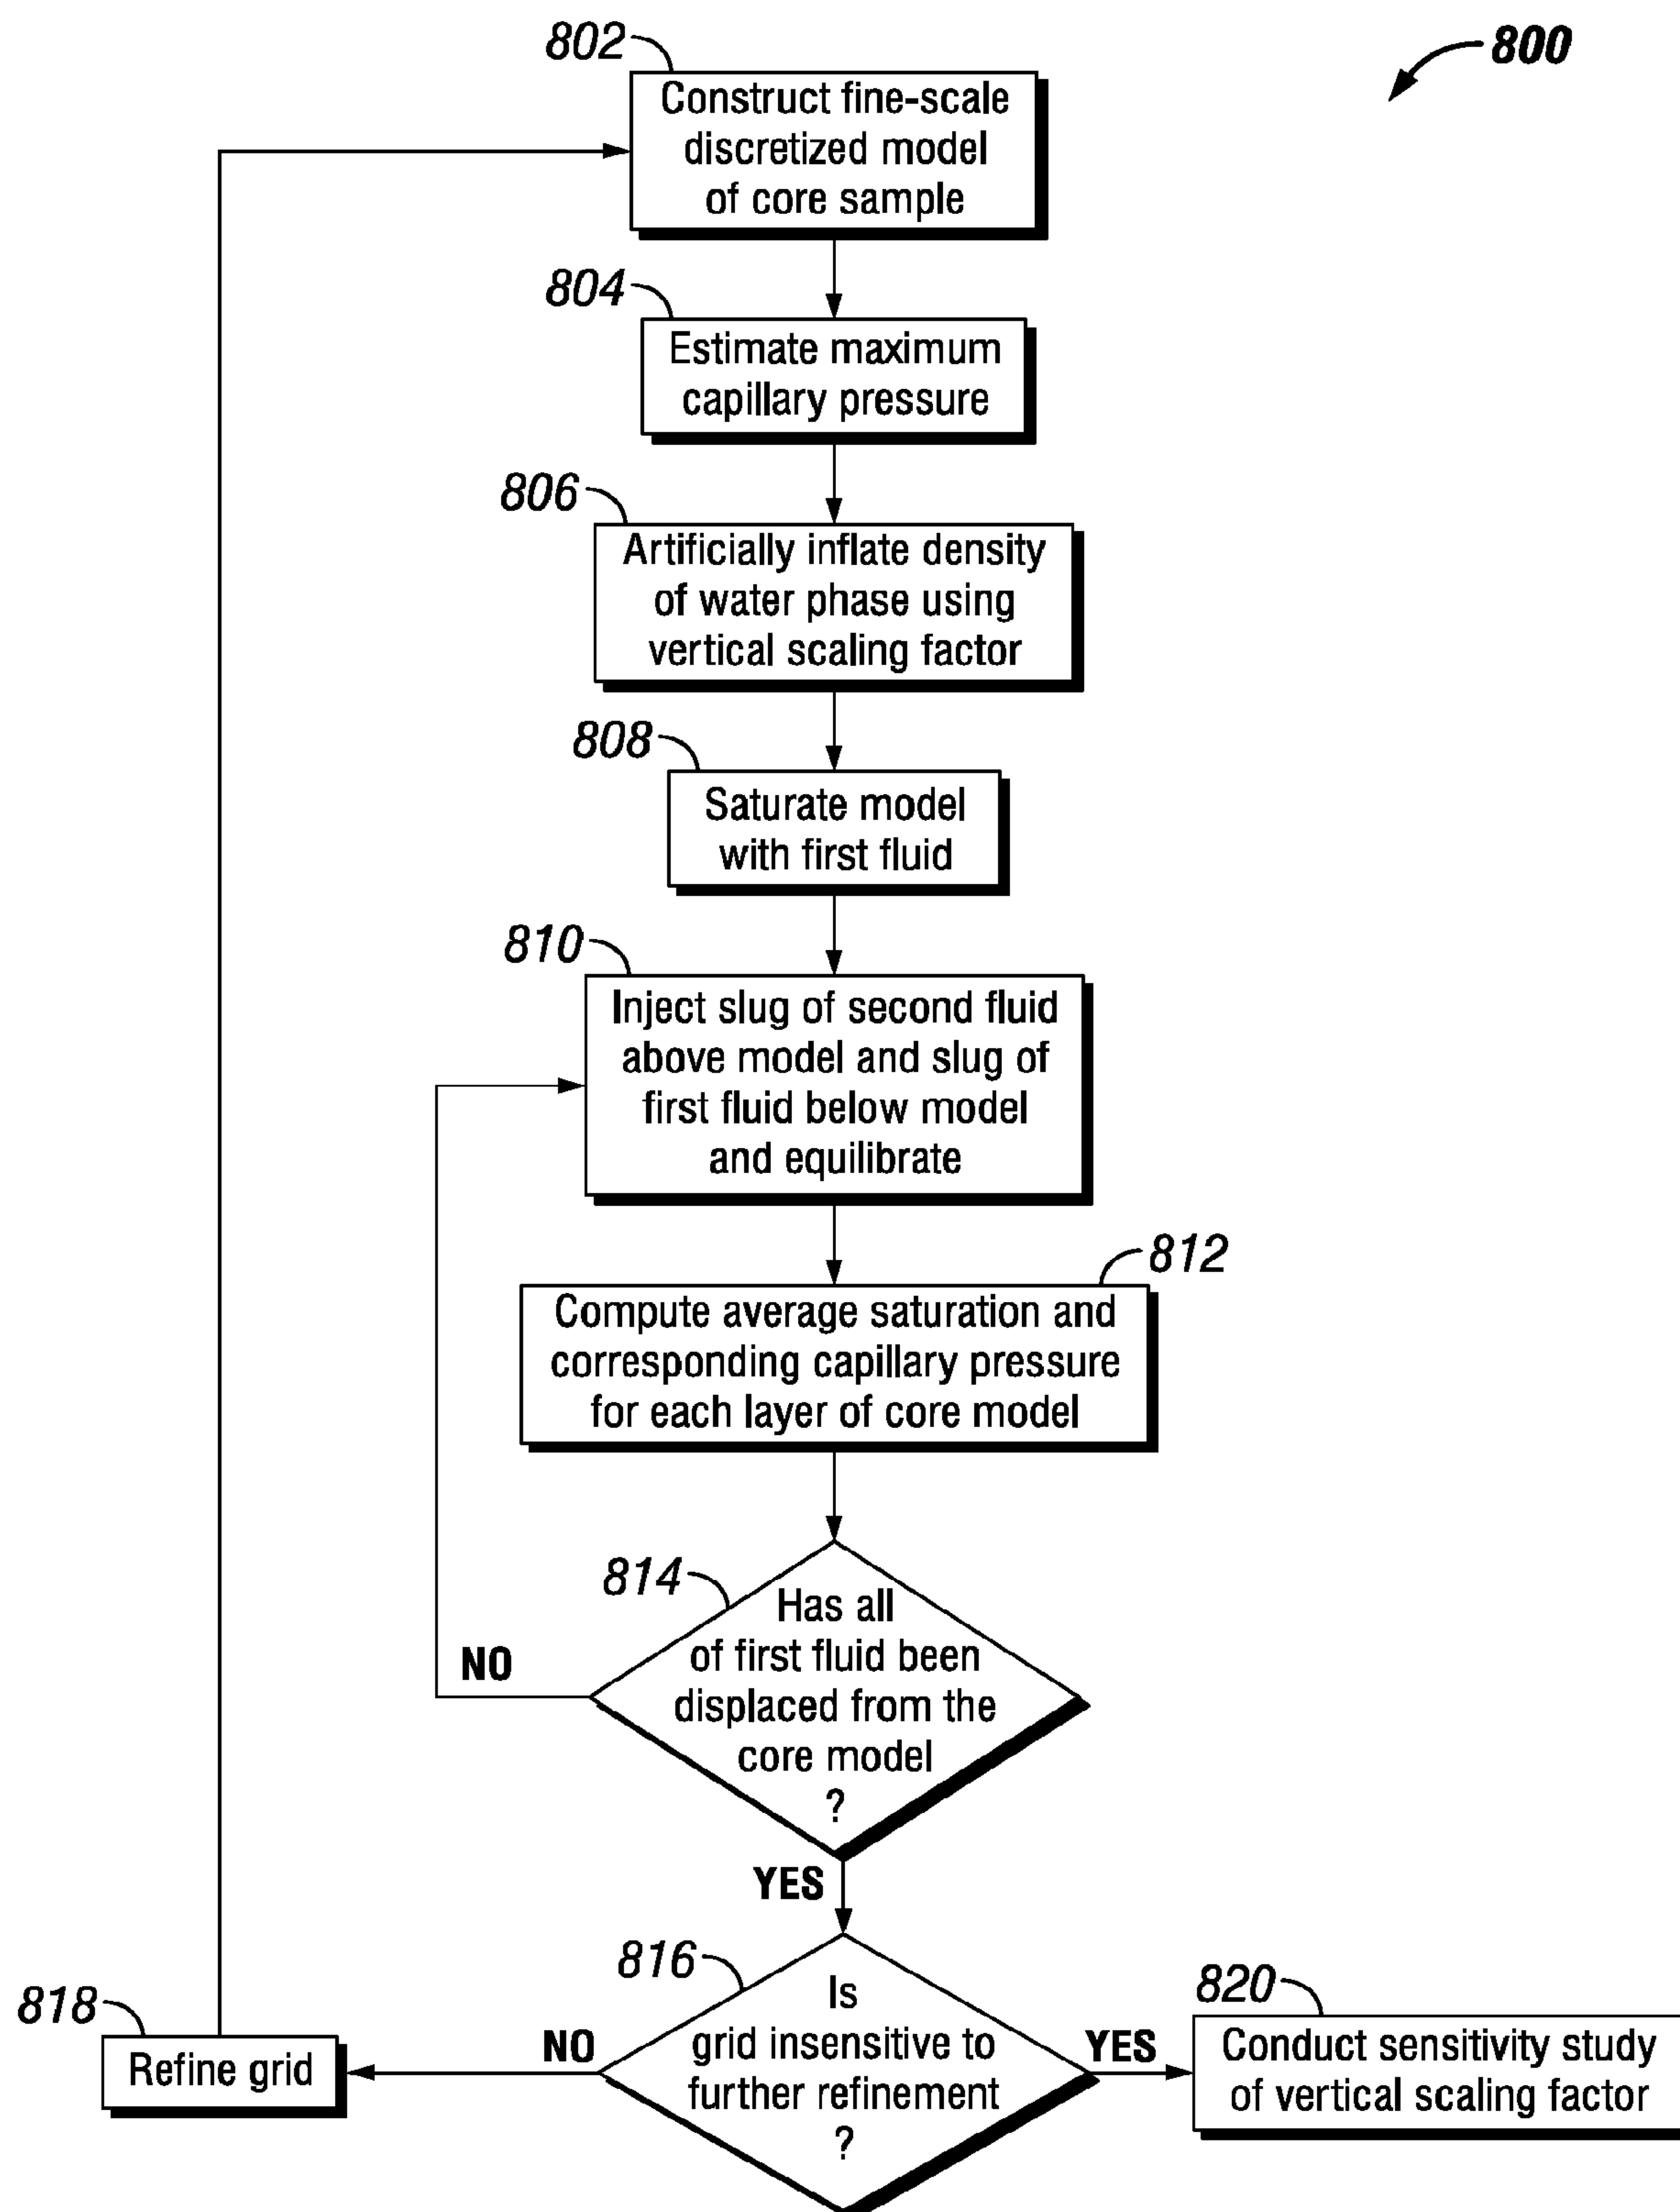 800
802
Construct fine-scale
discretized model
of core sample
804
Estimate maximum
capillary pressure
806
Artificially inflate density
of water phase using
vertical scaling factor
808
Saturate model
with first fluid
810
Inject slug of second fluid
above model and slug of
first fluid below model
and equilibrate
812
Compute average saturation and
corresponding capillary pressure
for each layer of core model
814
Has all
of first fluid been
displaced from the
core model
?
NO
YES
816
Is
grid insensitive to
further refinement
?
NO
YES
818
Refine grid
820
Conduct sensitivity study
of vertical scaling factor